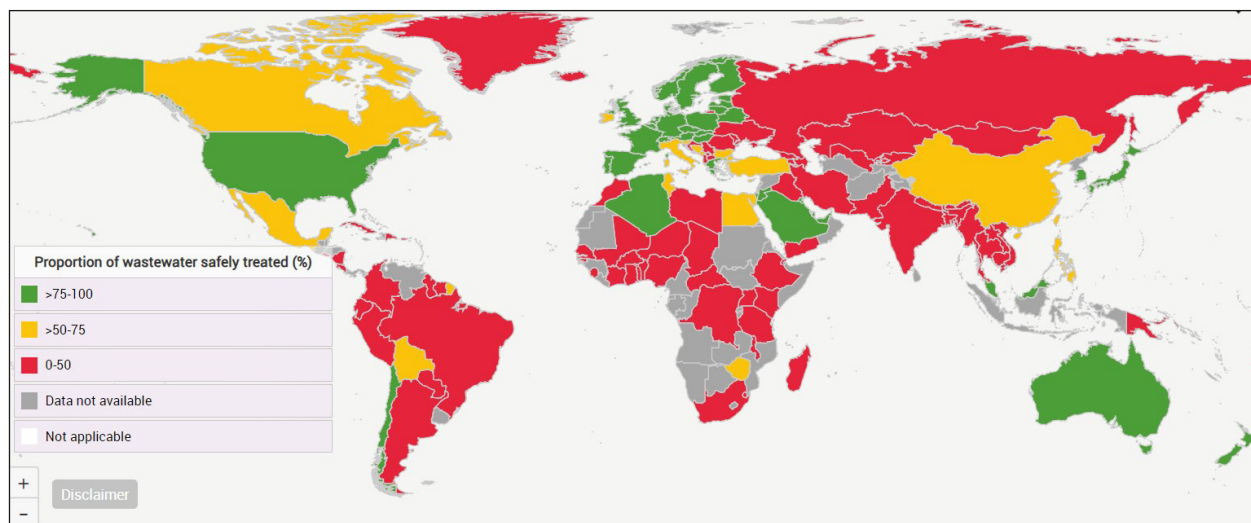 Proportion of wastewater safely treated (%)
>75-100
>50-75
0-50
Data not available
Not applicable
+
Disclaimer
−